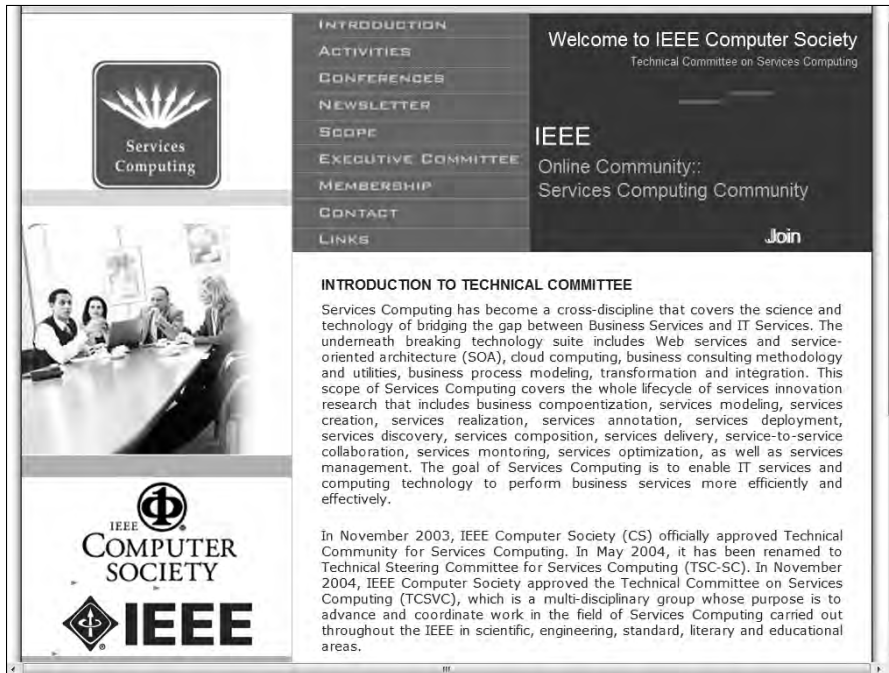 INTRODUCTION
ACTIVITIES
CONFERENCES
NEWSLETTER
SCOPE
EXECUTIVE COMMITTEE
MEMBERSHIP
CONTACT
LINKS
Welcome to IEEE Computer Society
Technical Committee on Services Computing
IEEE
Online Community::
Services Computing Community
Join
Services
Computing
IEEE
COMPUTER
SOCIETY
IEEE
INTRODUCTION TO TECHNICAL COMMITTEE
Services Computing has become a cross-discipline that covers the science and
technology of bridging the gap between Business Services and IT Services. The
underneath breaking technology suite includes Web services and service-
oriented architecture (SOA), cloud computing, business consulting methodology
and utilities, business process modeling, transformation and integration. This
scope of Services Computing covers the whole lifecycle of services innovation
research that includes business compoentization, services modeling, services
creation, services realization, services annotation, services deployment,
services discovery, services composition, services delivery, service-to-service
collaboration, services montoring, services optimization, as well as services
management. The goal of Services Computing is to enable IT services and
computing technology to perform business services more efficiently and
effectively.
In November 2003, IEEE Computer Society (CS) officially approved Technical
Community for Services Computing. In May 2004, it has been renamed to
Technical Steering Committee for Services Computing (TSC-SC). In November
2004, IEEE Computer Society approved the Technical Committee on Services
Computing (TCSVC), which is a multi-disciplinary group whose purpose is to
advance and coordinate work in the field of Services Computing carried out
throughout the IEEE in scientific, engineering, standard, literary and educational
areas.